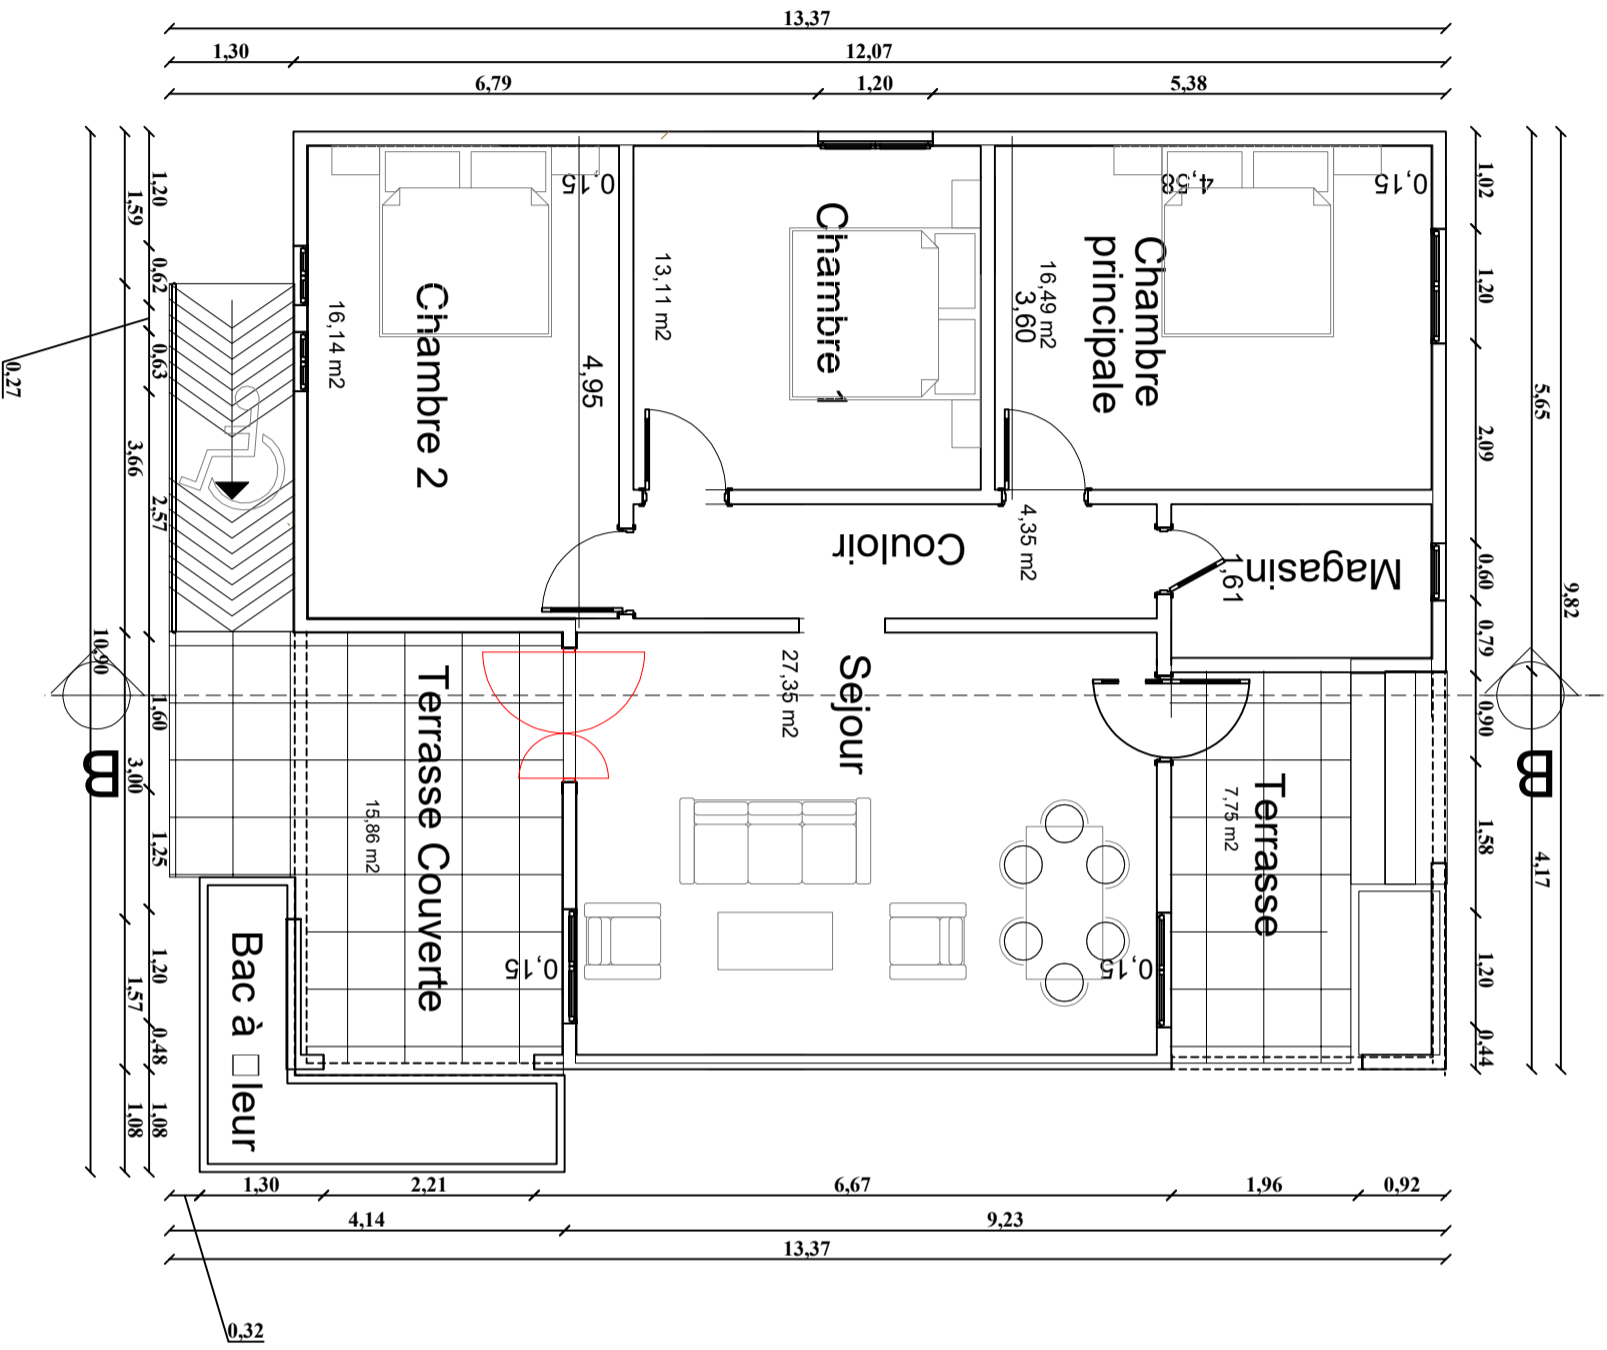 13,37
1,30
12,07
6,79
1,20
5,38
1,20
1,59
0,62
0,63
3,66
2,57
0,27
10,90
1,60
3,00
1,25
1,20
1,57
0,48
1,08
1,08
B
B
0,15
4,58
0,15
Chambre 2
16,14 m2
4,95
Chambre 1
13,11 m2
Chambre
principale
16,49 m2
3,60
Couloir
4,35 m2
Magasin
1,61
Sejour
27,35 m2
Terrasse Couverte
15,86 m2
Terrasse
7,75 m2
0,15
0,15
Bac à □leur
1,02
1,20
2,09
0,60
0,79
0,90
1,58
1,20
0,44
5,65
4,17
9,82
1,30
2,21
6,67
1,96
0,92
4,14
9,23
13,37
0,32